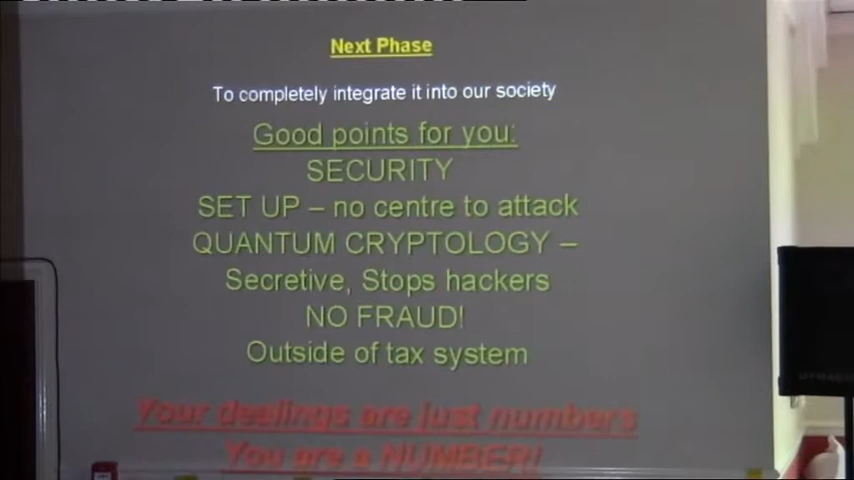 Next Phase
To completely integrate it into our society
Good points for you:
SECURITY
SET UP – no centre to attack
QUANTUM CRYPTOLOGY –
Secretive, Stops hackers
NO FRAUD!
Outside of tax system
Your deelings are just numbers
You are a NUMBER!